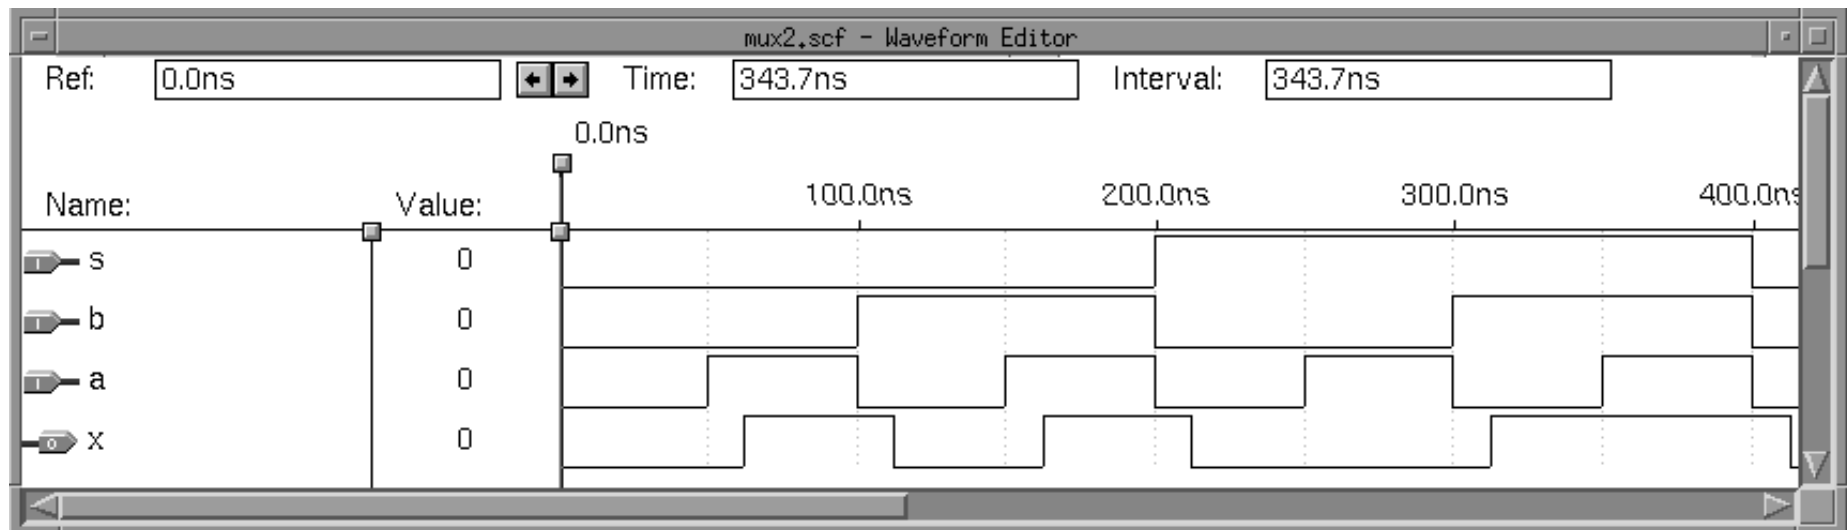 mux2.scf - Waveform Editor
Ref: 0.0ns Time: 343.7ns Interval: 343.7ns
0.0ns
Name: Value: 100.0ns 200.0ns 300.0ns 400.0ns
I s 0
I b 0
I a 0
O x 0